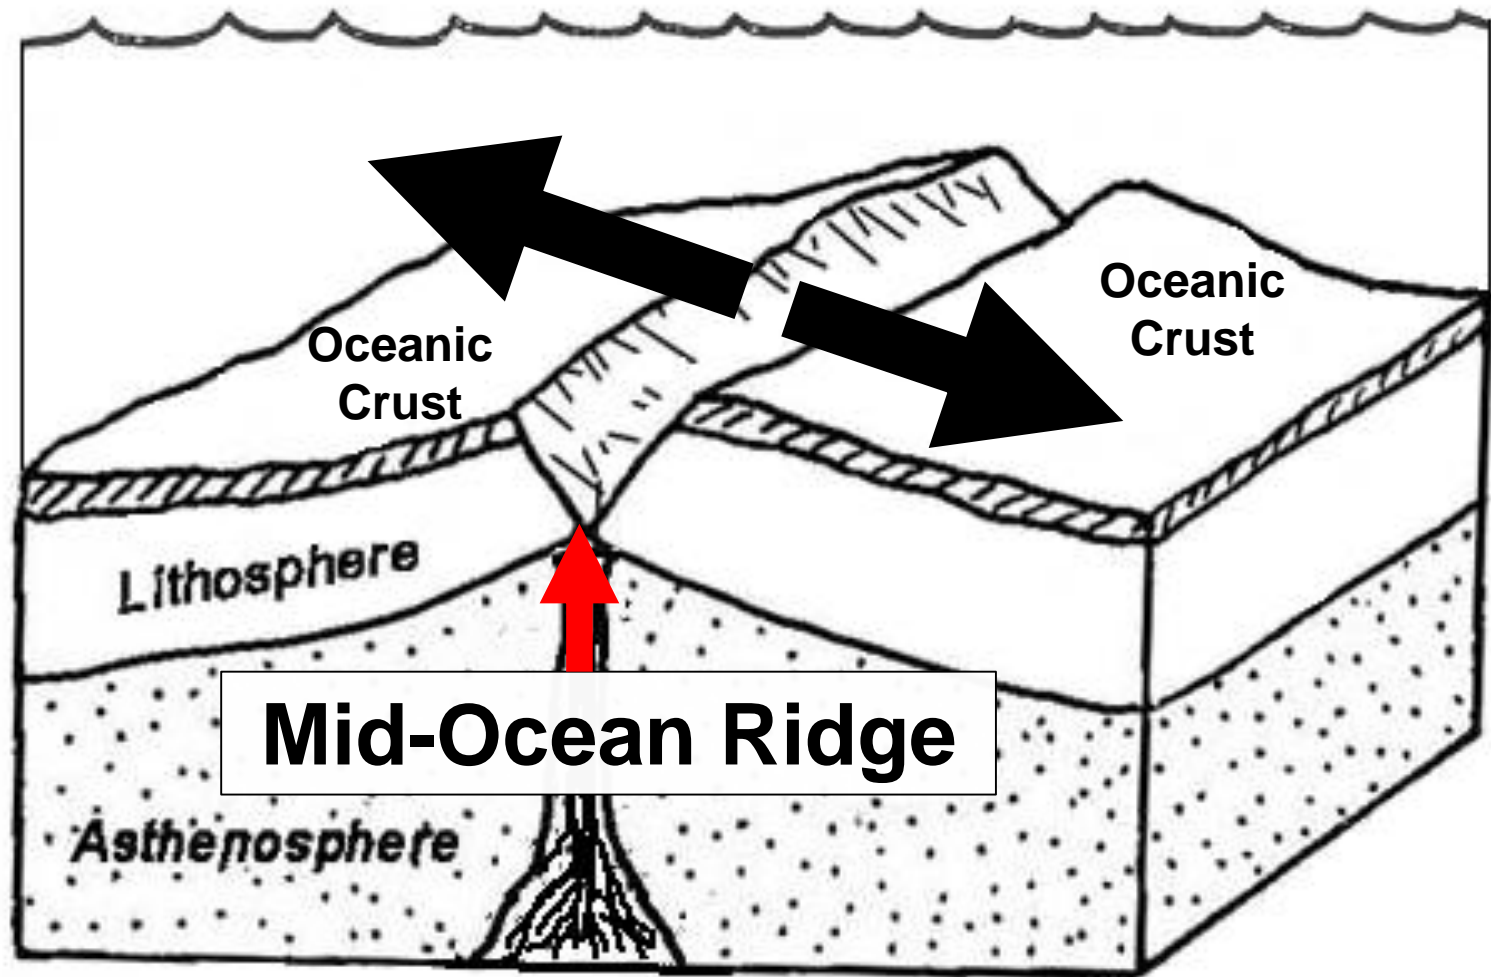 Oceanic
Crust
Oceanic
Crust
Lithosphere
Mid-Ocean Ridge
Asthenosphere